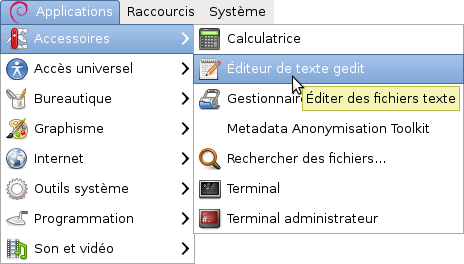 Applications Raccourcis Système
Accessoires
Accès universel
Bureautique
Graphisme
Internet
Outils système
Programmation
Son et vidéo
Calculatrice
Éditeur de texte gedit
Gestionnair
Éditer des fichiers texte
Metadata Anonymisation Toolkit
Rechercher des fichiers...
Terminal
Terminal administrateur